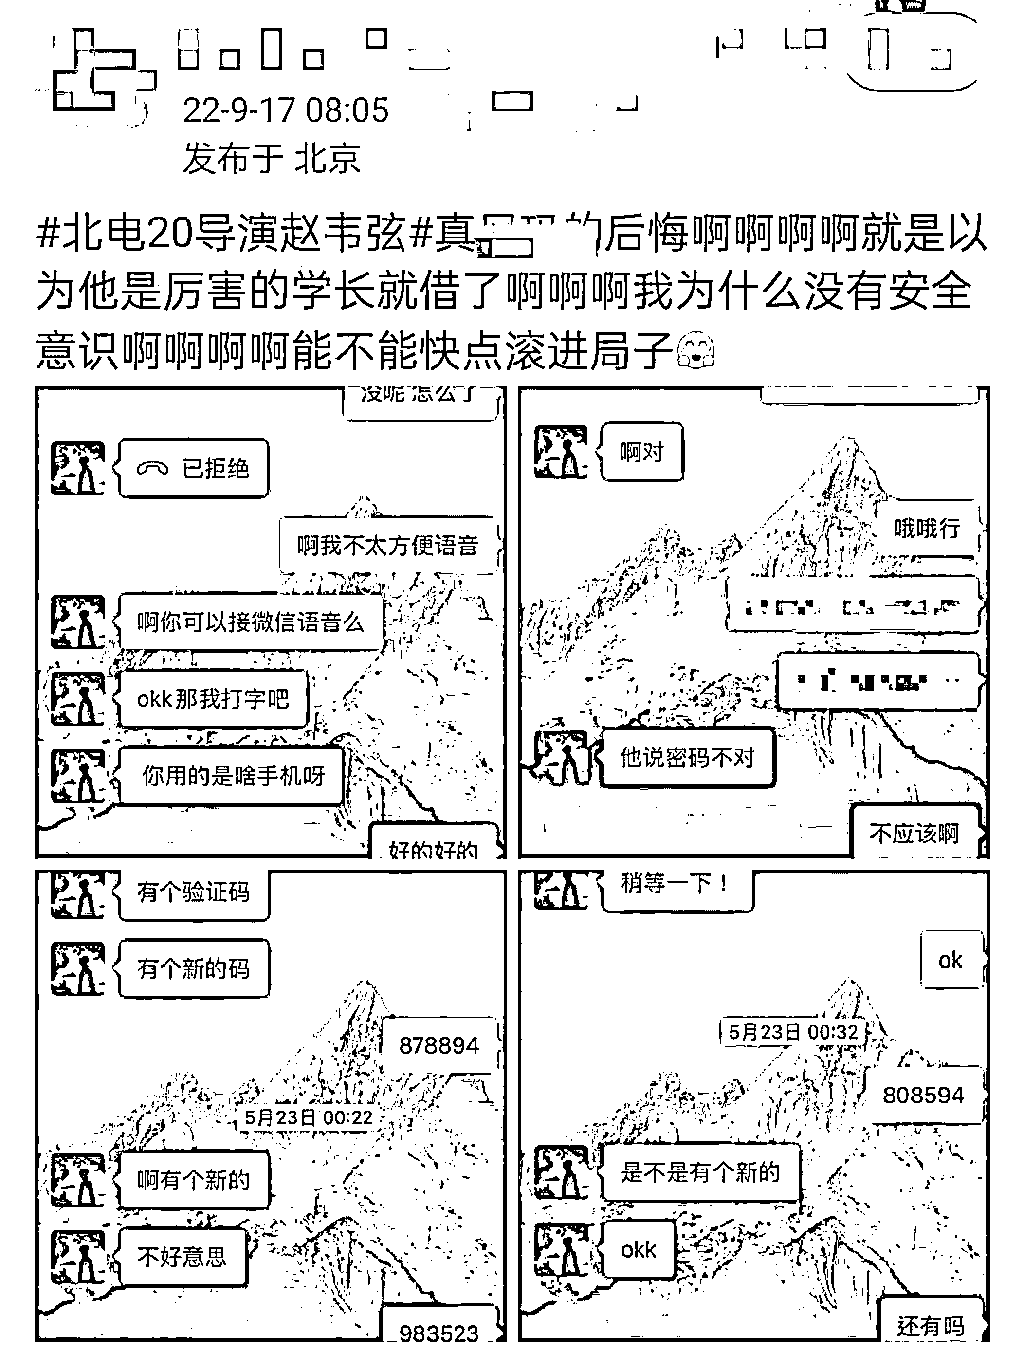 22-9-17 08:05
发布于 北京
#北电20导演赵韦弦#真 的后悔啊啊啊啊就是以
为他是厉害的学长就借了啊啊啊我为什么没有安全
意识啊啊啊啊能不能快点滚进局子
没呢 怎么了
已拒绝
啊我不太方便语音
啊你可以接微信语音么
okk那我打字吧
你用的是啥手机呀
好的好的
啊对
哦哦行
他说密码不对
不应该啊
有个验证码
有个新的码
878894
5月23日 00:22
啊有个新的
不好意思
983523
稍等一下！
ok
5月23日 00:32
808594
是不是有个新的
okk
还有吗